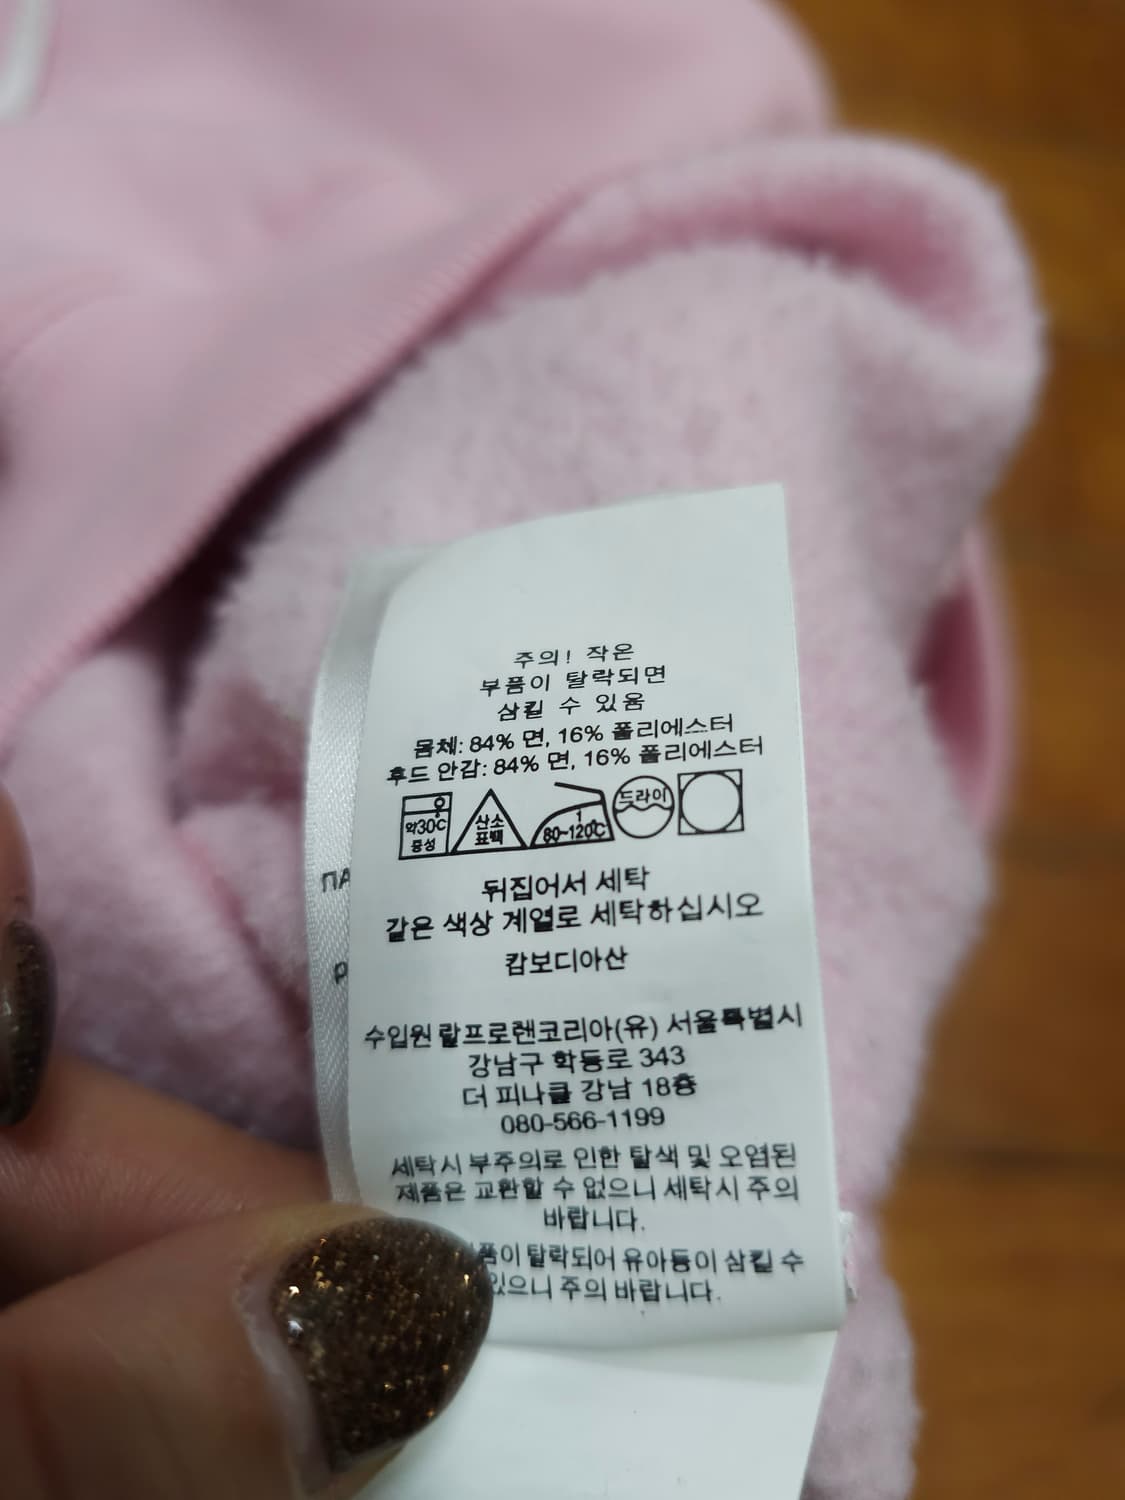 주의! 작은
부품이 탈락되면
삼킬 수 있음
몸체: 84% 면, 16% 폴리에스터
후드 안감: 84% 면, 16% 폴리에스터
약30℃ 중성
산소 표백
1 80~120℃
드라이
뒤집어서 세탁
같은 색상 계열로 세탁하십시오
캄보디아산
수입원 랄프로렌코리아(유) 서울특별시
강남구 학동로 343
더 피나클 강남 18층
080-566-1199
세탁시 부주의로 인한 탈색 및 오염된
제품은 교환할 수 없으니 세탁시 주의
바랍니다.
품이 탈락되어 유아등이 삼킬 수
있으니 주의 바랍니다.